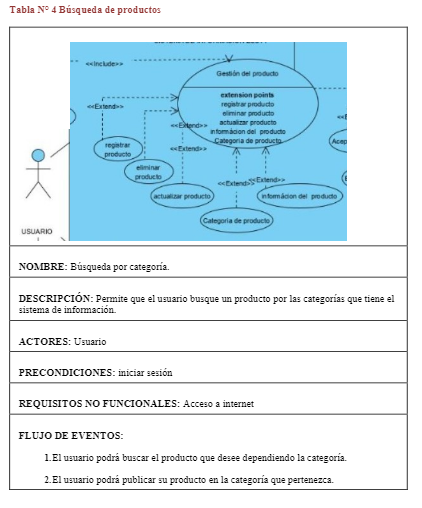 Tabla N° 4 Búsqueda de productos
<<Include>>
Gestión del producto
extension points
registrar producto
eliminar producto
actualizar producto
informácion del producto
Categoria de producto
<<Extend>>
<<Extend>>
<<Extend>>
registrar
producto
eliminar
producto
<<Extend>>
<<Extend>>
actualizar producto
informácion del producto
Categoría de producto
USUARIO
NOMBRE: Búsqueda por categoría.
DESCRIPCIÓN: Permite que el usuario busque un producto por las categorías que tiene el
sistema de información.
ACTORES: Usuario
PRECONDICIONES: iniciar sesión
REQUISITOS NO FUNCIONALES: Acceso a internet
FLUJO DE EVENTOS:
1.El usuario podrá buscar el producto que desee dependiendo la categoría.
2.El usuario podrá publicar su producto en la categoría que pertenezca.